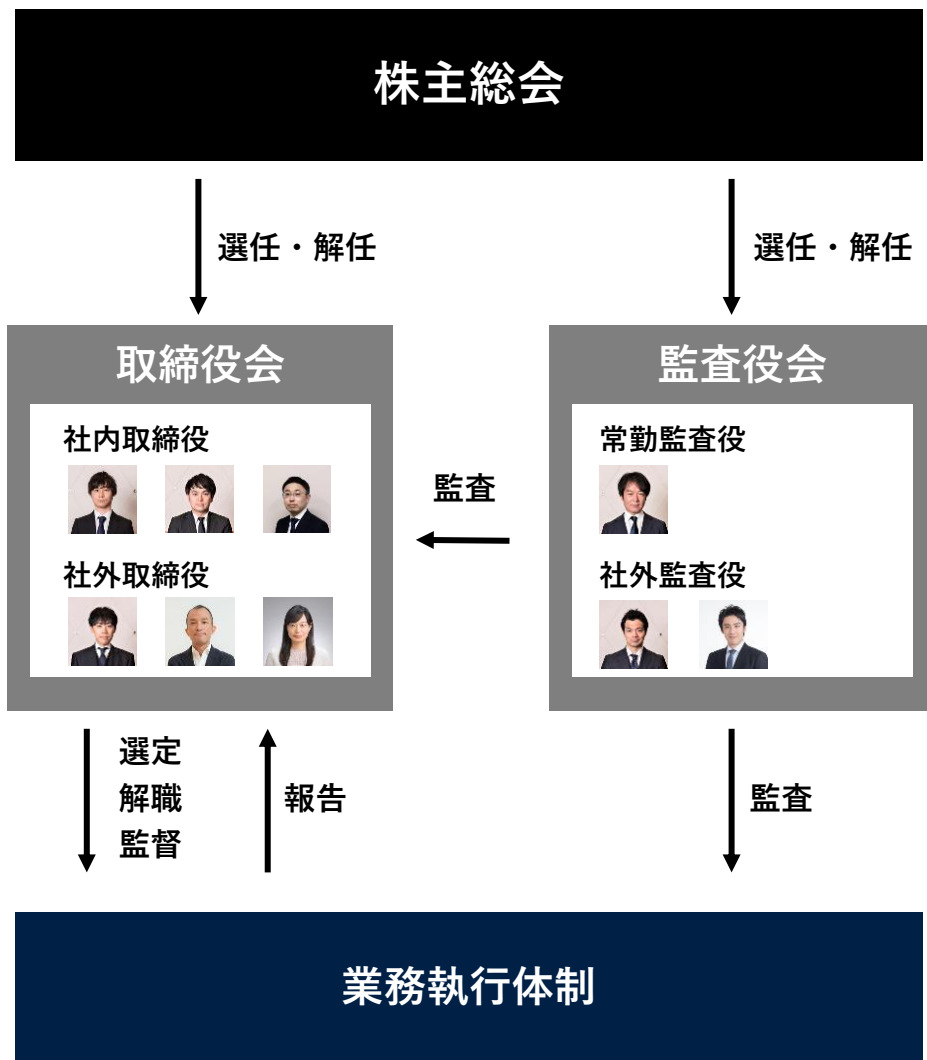 株主総会
選任・解任
選任・解任
取締役会
社内取締役
社外取締役
監査
監査役会
常勤監査役
社外監査役
選定
解職
監督
報告
監査
業務執行体制